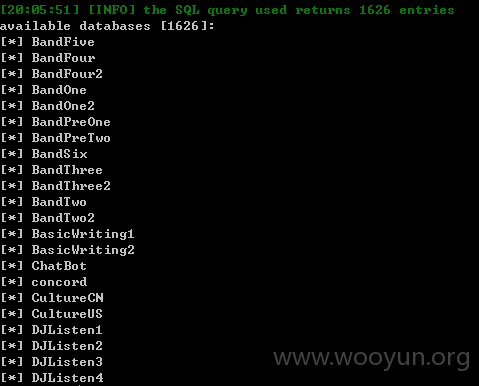 [20:05:51] [INFO] the SQL query used returns 1626 entries
available databases [1626]:
[*] BandFive
[*] BandFour
[*] BandFour2
[*] BandOne
[*] BandOne2
[*] BandPreOne
[*] BandPreTwo
[*] BandSix
[*] BandThree
[*] BandThree2
[*] BandTwo
[*] BandTwo2
[*] BasicWriting1
[*] BasicWriting2
[*] ChatBot
[*] concord
[*] CultureCN
[*] CultureUS
[*] DJListen1
[*] DJListen2
[*] DJListen3
[*] DJListen4
www.wooyun.org